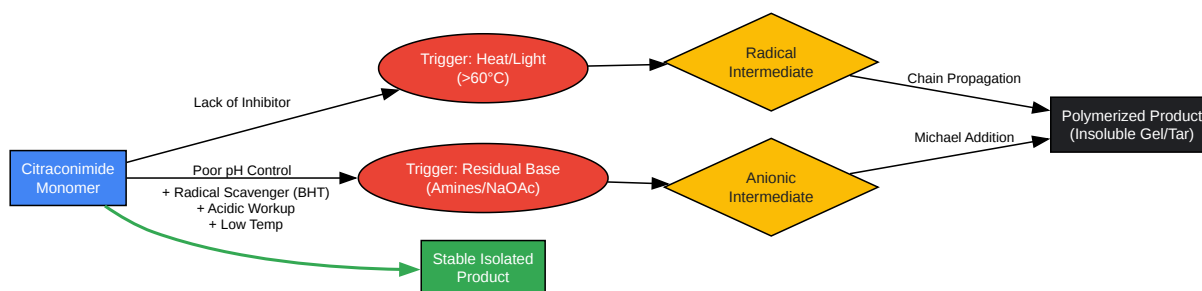 Trigger: Heat/Light
(>60°C)
Radical
Intermediate
Chain Propagation
Lack of Inhibitor
Polymerized Product
(Insoluble Gel/Tar)
Michael Addition
Citraconimide
Monomer
Poor pH Control
+ Radical Scavenger (BHT)
+ Acidic Workup
+ Low Temp
Trigger: Residual Base
(Amines/NaOAc)
Anionic
Intermediate
Stable Isolated
Product